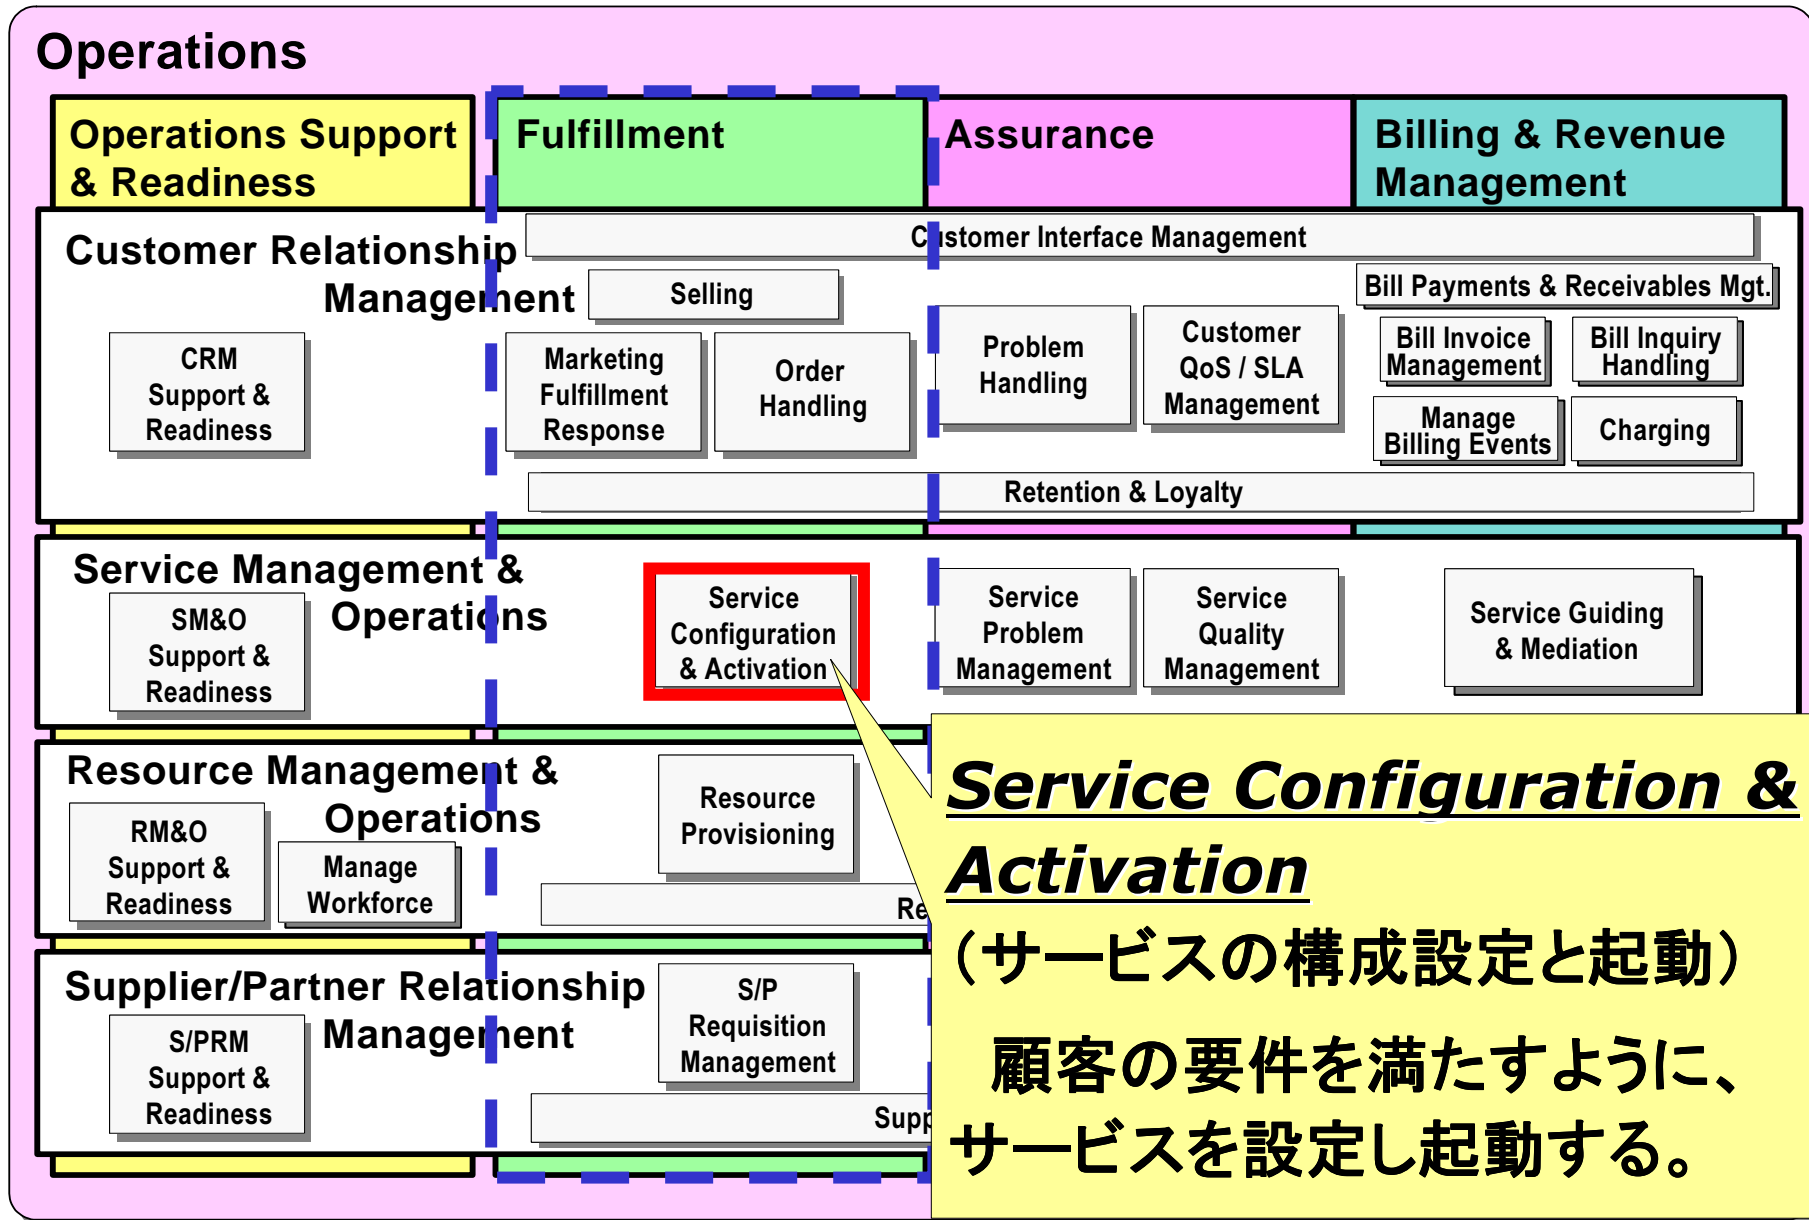 Operations
Operations Support
& Readiness
Fulfillment
Assurance
Billing & Revenue
Management
Customer Relationship
Management
Customer Interface Management
Selling
Bill Payments & Receivables Mgt.
CRM
Support &
Readiness
Marketing
Fulfillment
Response
Order
Handling
Problem
Handling
Customer
QoS / SLA
Management
Bill Invoice
Management
Bill Inquiry
Handling
Manage
Billing Events
Charging
Retention & Loyalty
Service Management &
Operations
SM&O
Support &
Readiness
Service
Configuration
& Activation
Service
Problem
Management
Service
Quality
Management
Service Guiding
& Mediation
Resource Management &
Operations
RM&O
Support &
Readiness
Manage
Workforce
Resource
Provisioning
Re
Supplier/Partner Relationship
Management
S/PRM
Support &
Readiness
S/P
Requisition
Management
Supp
Service Configuration &
Activation
(サービスの構成設定と起動)
顧客の要件を満たすように、
サービスを設定し起動する。